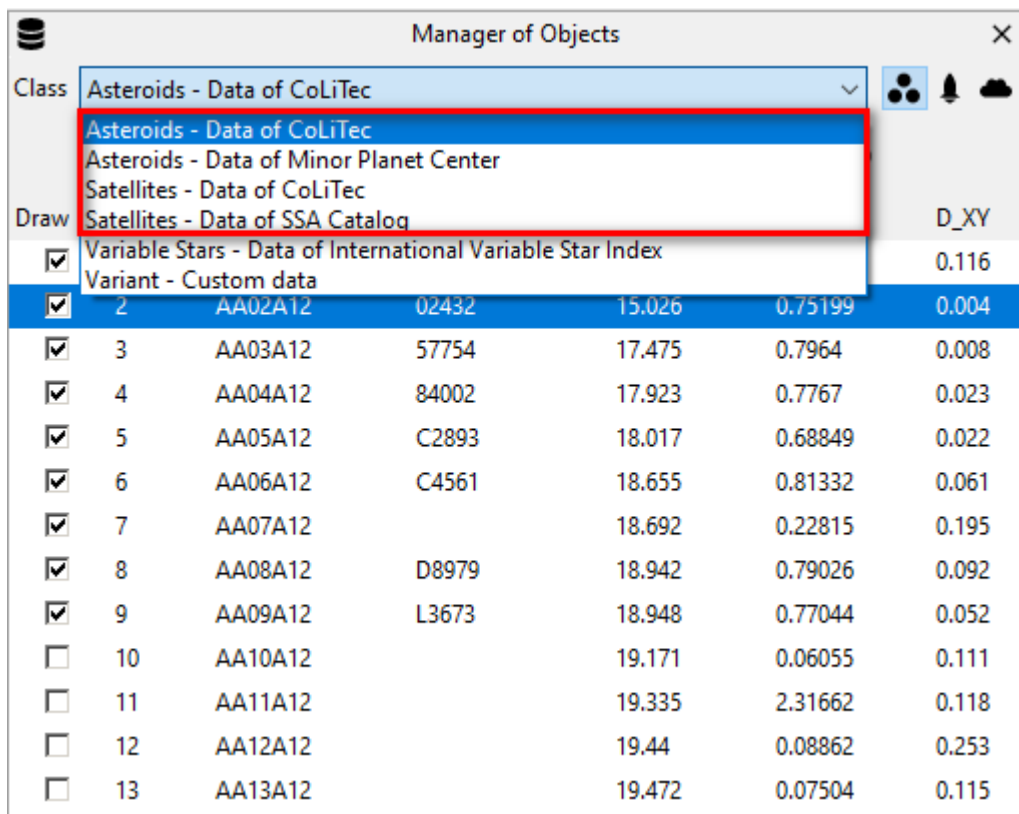 Manager of Objects
Class Asteroids - Data of CoLiTec
Asteroids - Data of CoLiTec
Asteroids - Data of Minor Planet Center
Satellites - Data of CoLiTec
Draw Satellites - Data of SSA Catalog D_XY
Variable Stars - Data of International Variable Star Index 0.116
Variant - Custom data
2 AA02A12 02432 15.026 0.75199 0.004
3 AA03A12 57754 17.475 0.7964 0.008
4 AA04A12 84002 17.923 0.7767 0.023
5 AA05A12 C2893 18.017 0.68849 0.022
6 AA06A12 C4561 18.655 0.81332 0.061
7 AA07A12 18.692 0.22815 0.195
8 AA08A12 D8979 18.942 0.79026 0.092
9 AA09A12 L3673 18.948 0.77044 0.052
10 AA10A12 19.171 0.06055 0.111
11 AA11A12 19.335 2.31662 0.118
12 AA12A12 19.44 0.08862 0.253
13 AA13A12 19.472 0.07504 0.115